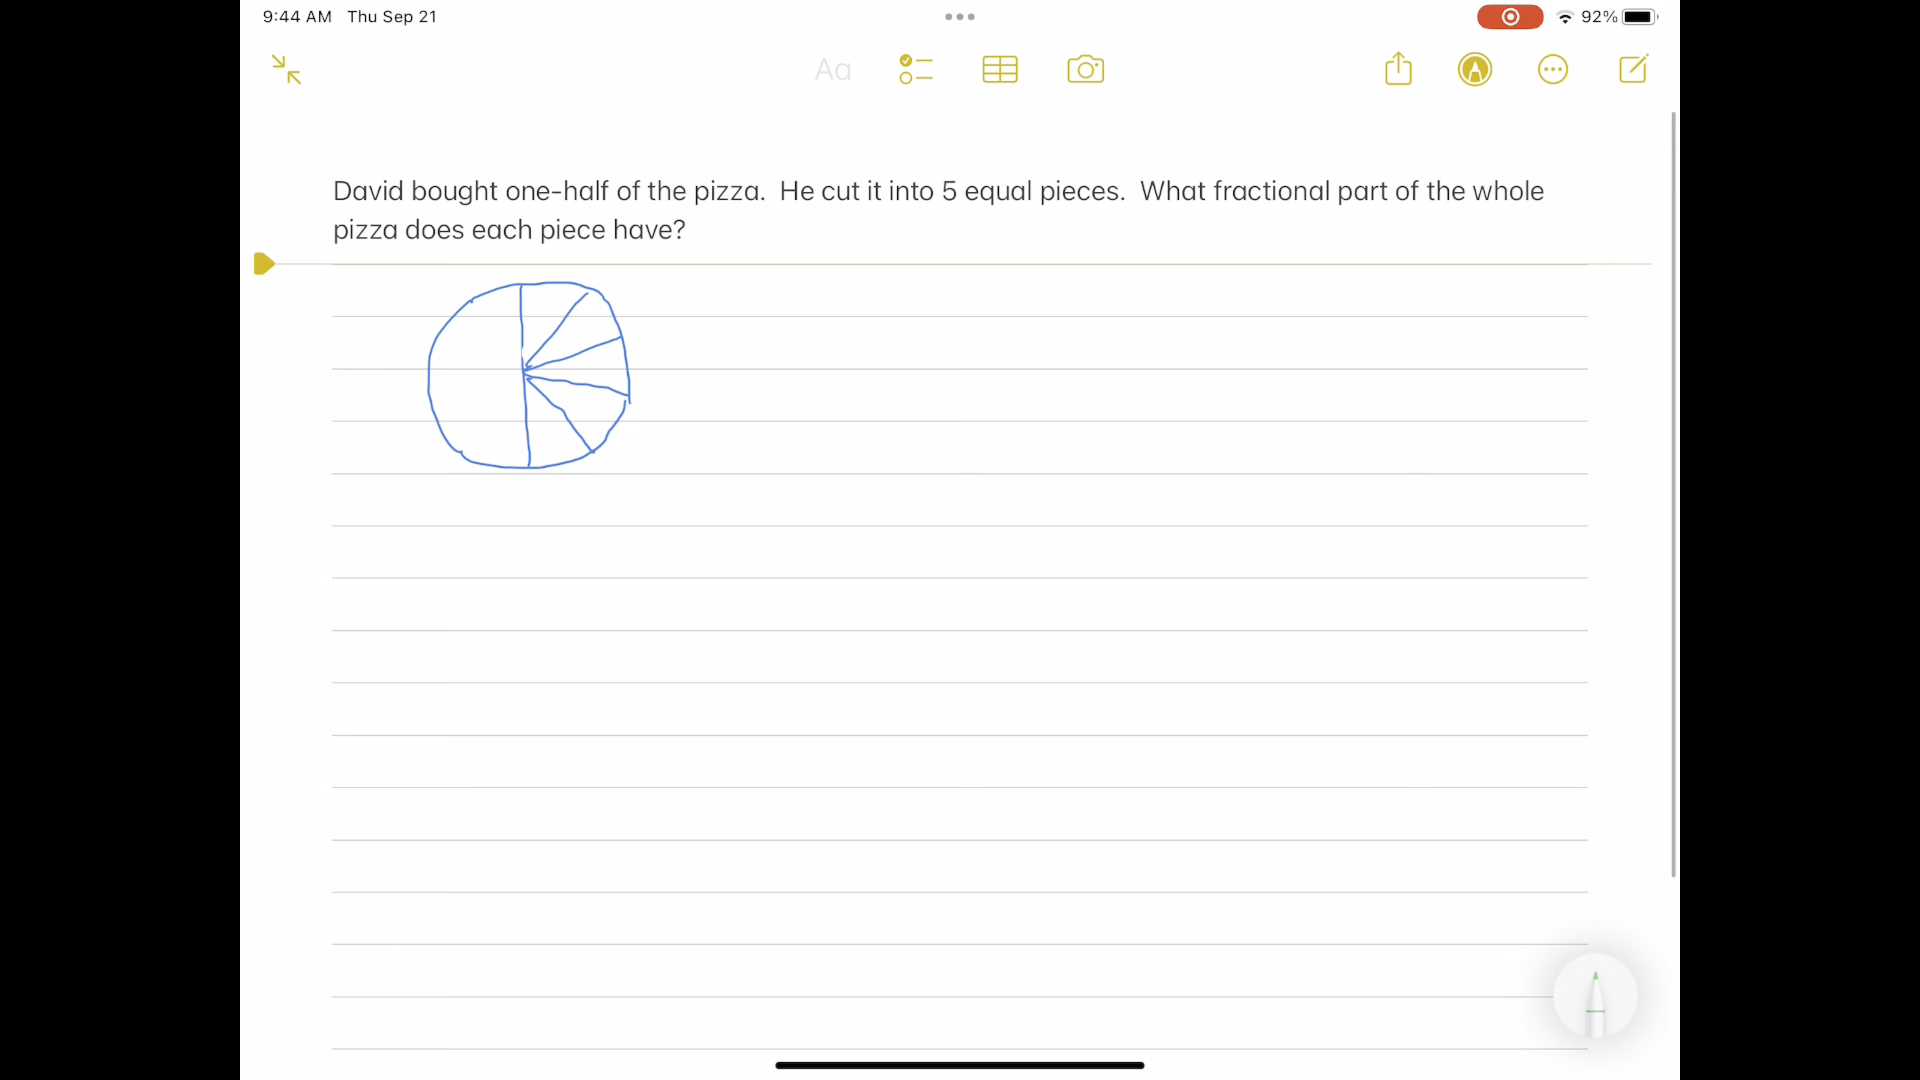 9:44 AM Thu Sep 21
92%
Aa
David bought one-half of the pizza. He cut it into 5 equal pieces. What fractional part of the whole
pizza does each piece have?